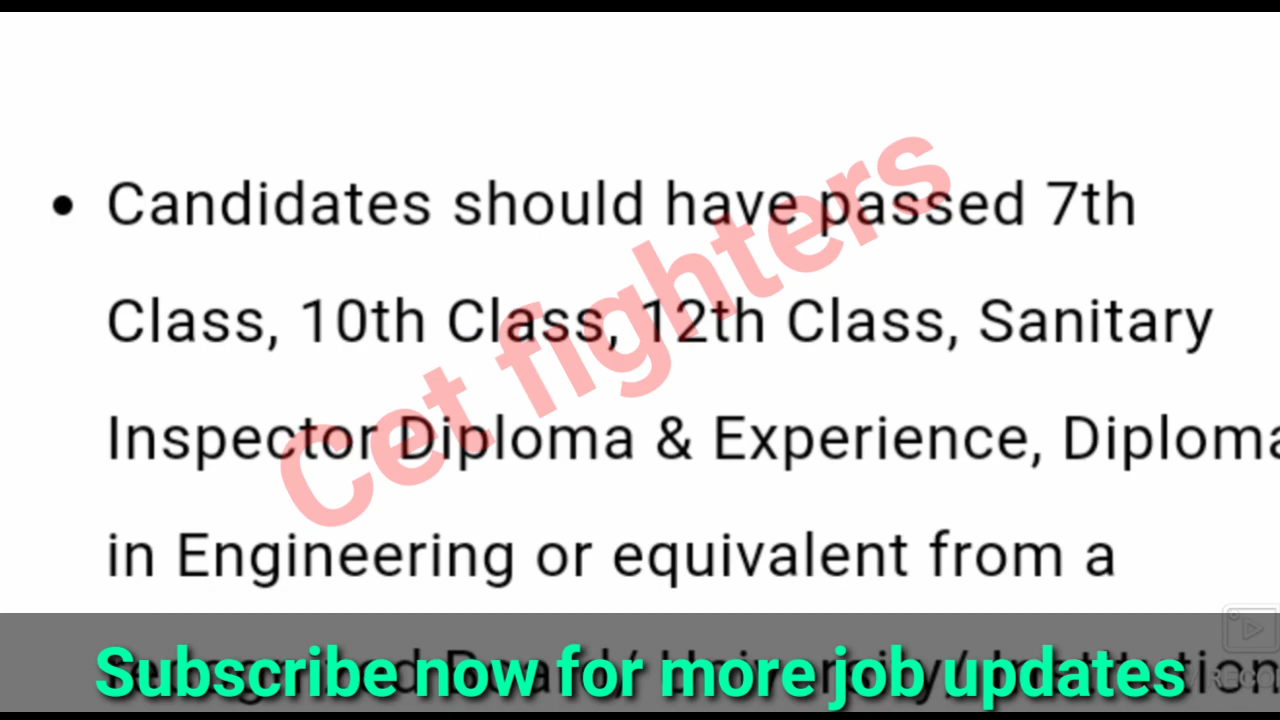 • Candidates should have passed 7th
Class, 10th Class, 12th Class, Sanitary
Inspector Diploma & Experience, Diploma
in Engineering or equivalent from a
Cet fighters
Subscribe now for more job updates